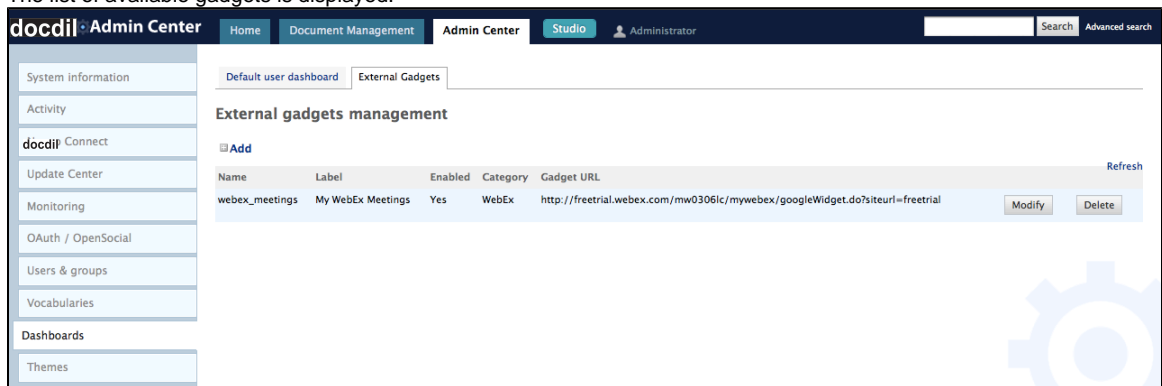 The list of available gadgets is displayed.
docdil Admin Center Home Document Management Admin Center Studio Administrator Search Advanced search
System information
Activity
docdil Connect
Update Center
Monitoring
OAuth / OpenSocial
Users & groups
Vocabularies
Dashboards
Themes
Default user dashboard External Gadgets
External gadgets management
Add
Refresh
Name Label Enabled Category Gadget URL
webex_meetings My WebEx Meetings Yes WebEx http://freetrial.webex.com/mw0306lc/mywebex/googleWidget.do?siteurl=freetrial Modify Delete